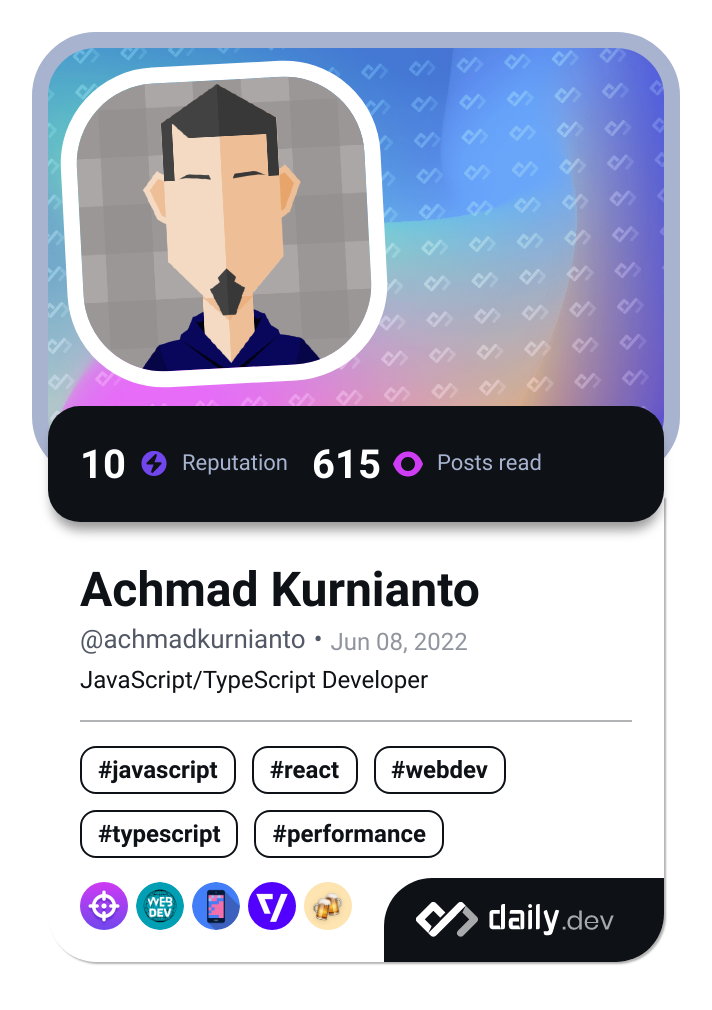 10 Reputation 615 Posts read
Achmad Kurnianto
@achmadkurnianto • Jun 08, 2022
JavaScript/TypeScript Developer
#javascript #react #webdev
#typescript #performance
WEB
DEV
daily.dev